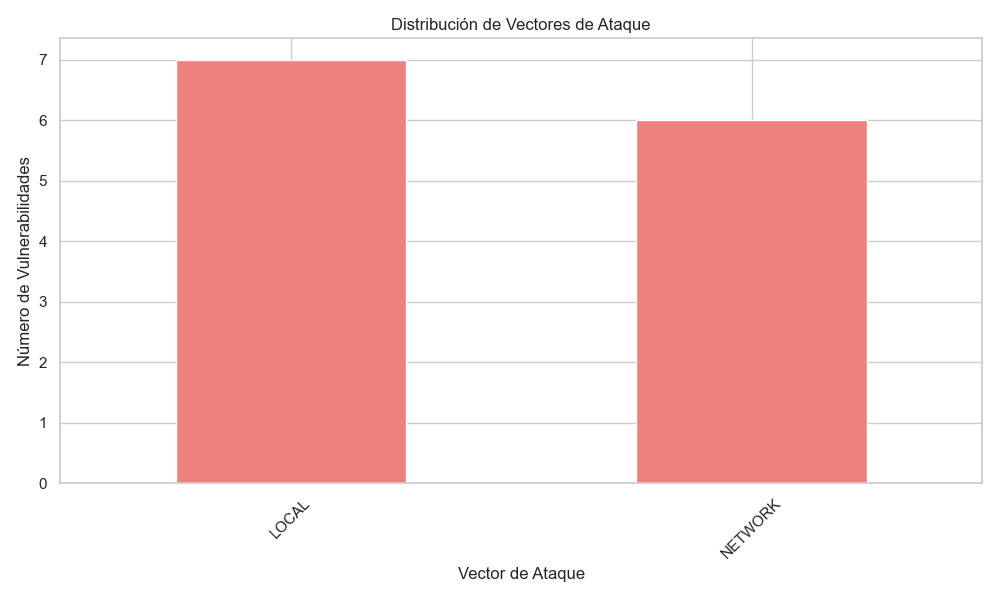 Distribución de Vectores de Ataque
Número de Vulnerabilidades
7
6
5
4
3
2
1
0
LOCAL
NETWORK
Vector de Ataque